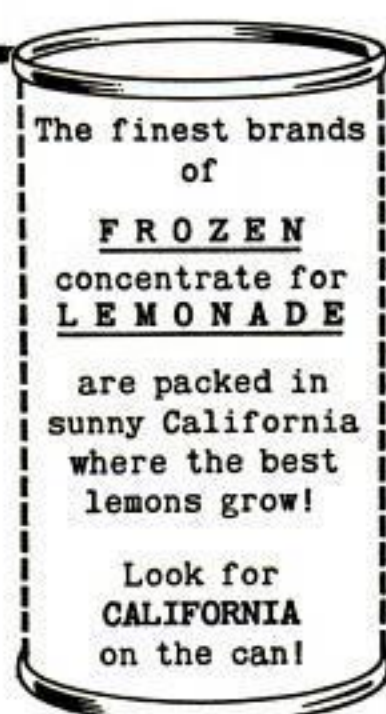 The finest brands
of
FROZEN
concentrate for
LEMONADE
are packed in
sunny California
where the best
lemons grow!
Look for
CALIFORNIA
on the can!